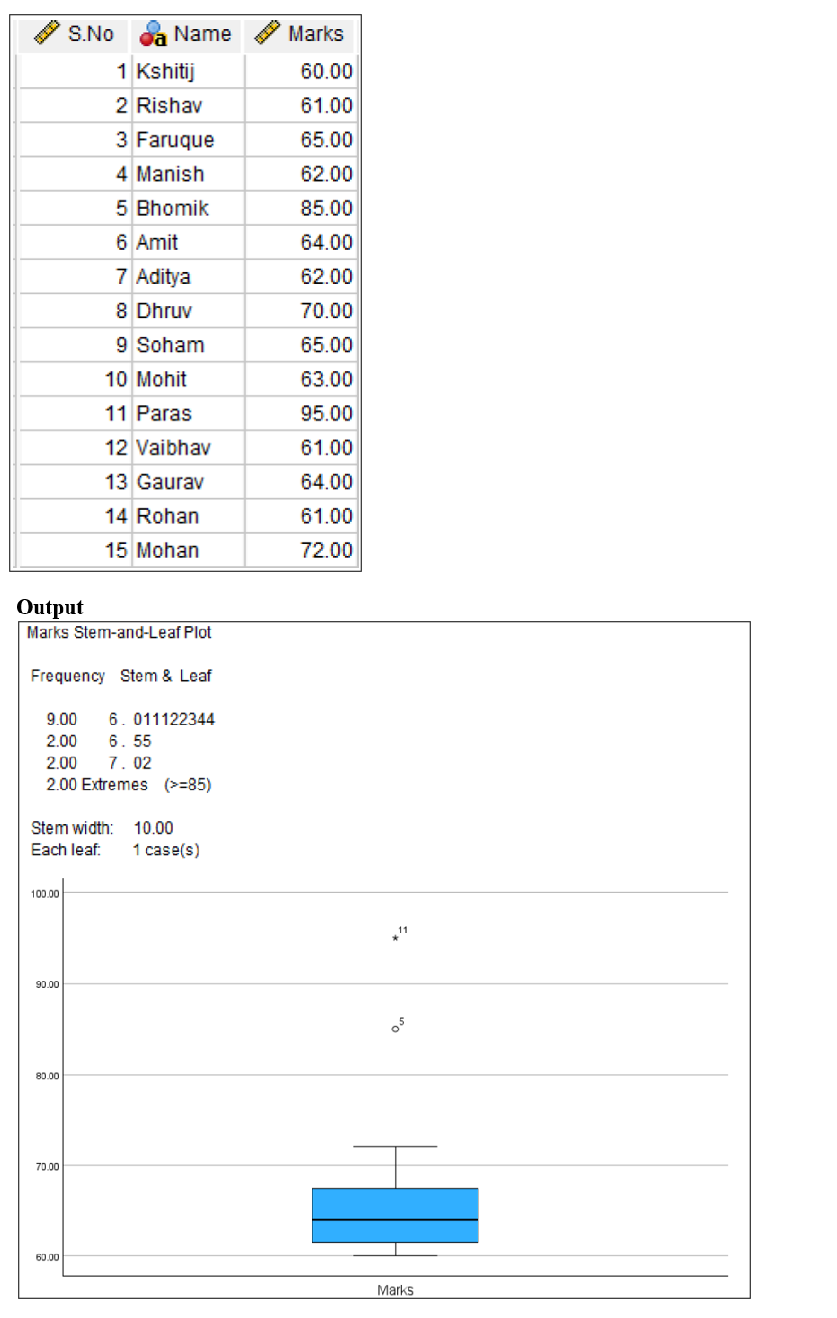 S.No Name Marks
1 Kshitij 60.00
2 Rishav 61.00
3 Faruque 65.00
4 Manish 62.00
5 Bhomik 85.00
6 Amit 64.00
7 Aditya 62.00
8 Dhruv 70.00
9 Soham 65.00
10 Mohit 63.00
11 Paras 95.00
12 Vaibhav 61.00
13 Gaurav 64.00
14 Rohan 61.00
15 Mohan 72.00
Output
Marks Stem-and-Leaf Plot
Frequency Stem & Leaf
9.00 6 . 011122344
2.00 6 . 55
2.00 7 . 02
2.00 Extremes (>=85)
Stem width: 10.00
Each leaf: 1 case(s)
100.00
11
90.00
5
80.00
70.00
60.00
Marks